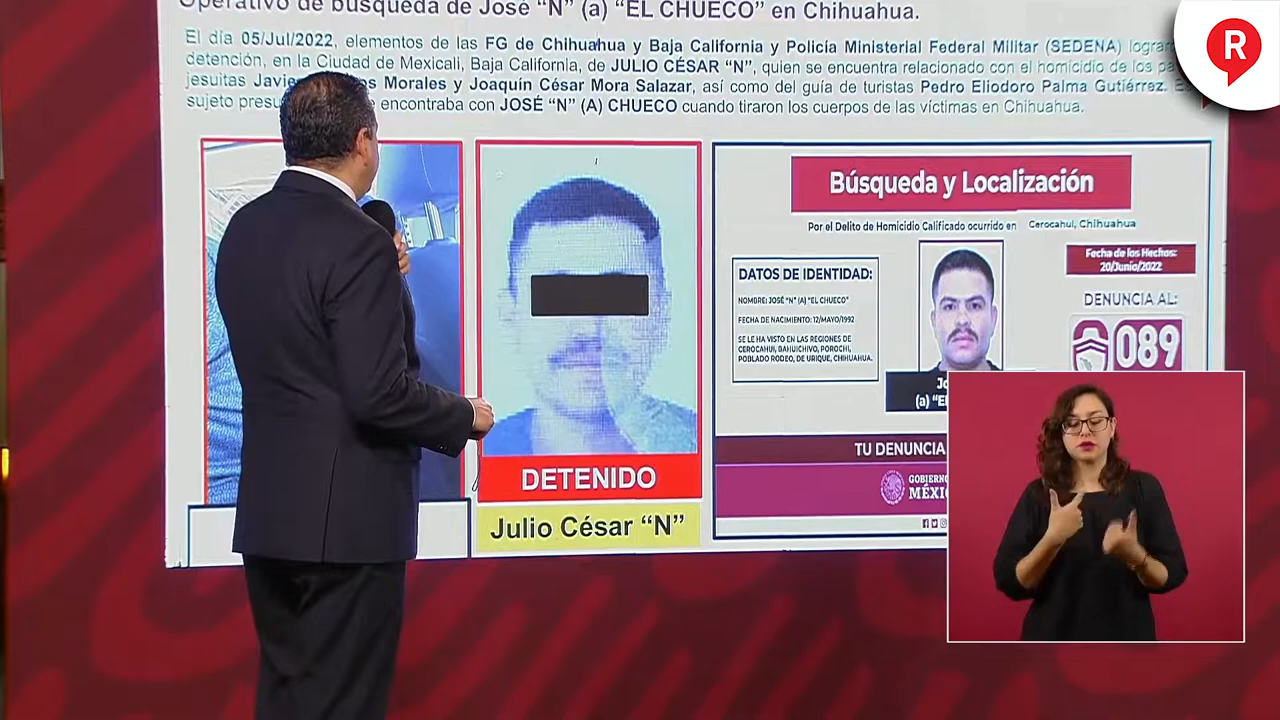 Operativo de búsqueda de José “N” (a) “EL CHUECO” en Chihuahua.
El día 05/Jul/2022, elementos de las FG de Chihuahua y Baja California y Policía Ministerial Federal Militar (SEDENA)
detención, en la Ciudad de Mexicali, Baja California, de JULIO CÉSAR “N”, quien se encuentra relacionado con el homicidio de los
jesuitas Morales y Joaquín César Mora Salazar, así como del guía de turistas Pedro Eliodoro Palma Gutiérrez.
sujeto encontraba con JOSÉ “N” (A) CHUECO cuando tiraron los cuerpos de las víctimas en Chihuahua.
R
DETENIDO
Julio César “N”
Búsqueda y Localización
Por el Delito de Homicidio Calificado ocurrido en Cerocahui, Chihuahua
DATOS DE IDENTIDAD:
NOMBRE: JOSÉ “N” (A) “EL CHUECO”
FECHA DE NACIMIENTO: 12/MAYO/1992
SE LE HA VISTO EN LAS REGIONES DE
CEROCAHUI, BAHUICHIVO, POROCHI,
POBLADO RODEO, DE URIQUE, CHIHUAHUA.
Fecha de los Hechos:
20/Junio/2022
DENUNCIA AL:
089
TU DENUNCIA